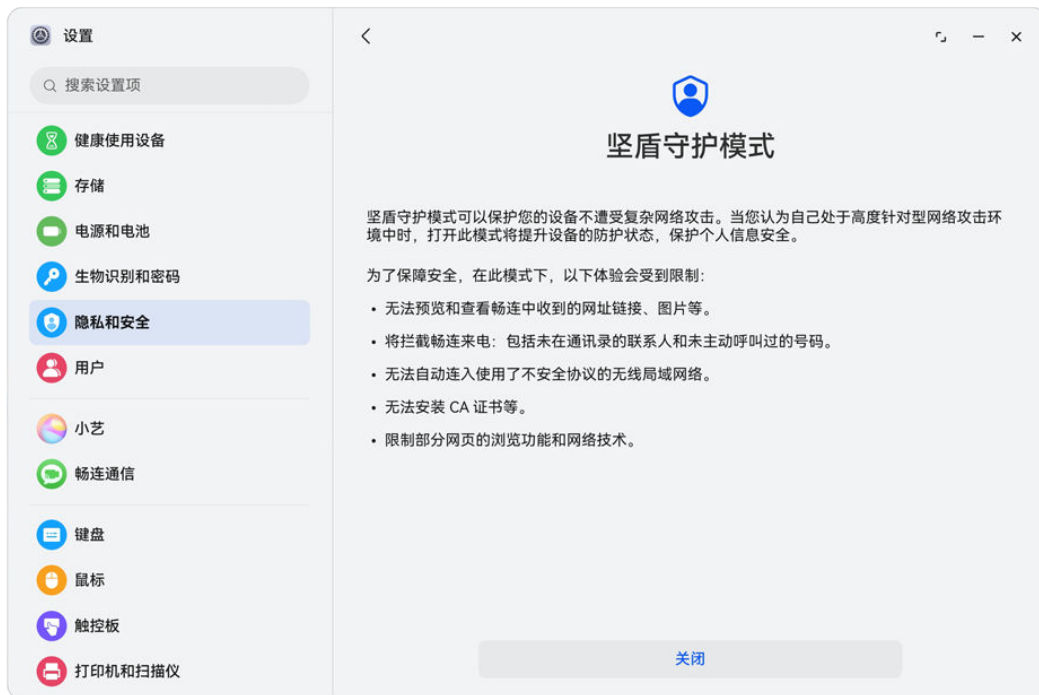 设置
搜索设置项
健康使用设备
存储
电源和电池
生物识别和密码
隐私和安全
用户
小艺
畅连通信
键盘
鼠标
触控板
打印机和扫描仪
坚盾守护模式
坚盾守护模式可以保护您的设备不遭受复杂网络攻击。当您认为自己处于高度针对型网络攻击环
境中时，打开此模式将提升设备的防护状态，保护个人信息安全。
为了保障安全，在此模式下，以下体验会受到限制：
• 无法预览和查看畅连中收到的网址链接、图片等。
• 将拦截畅连来电：包括未在通讯录的联系人和未主动呼叫过的号码。
• 无法自动连入使用了不安全协议的无线局域网络。
• 无法安装 CA 证书等。
• 限制部分网页的浏览功能和网络技术。
关闭